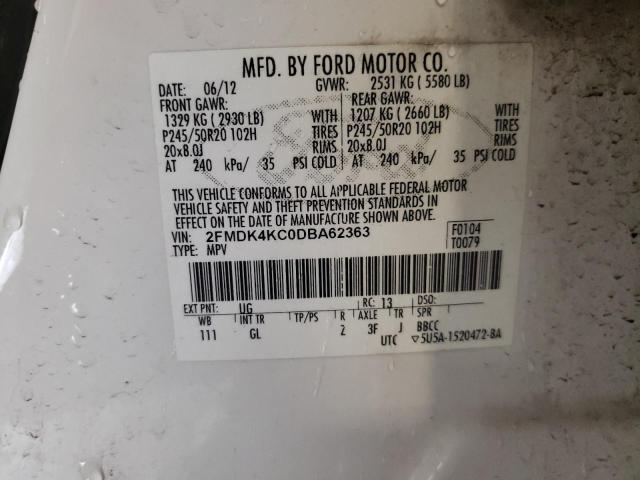 MFD. BY FORD MOTOR CO.
DATE: 06/12 GVWR: 2531 KG ( 5580 LB)
FRONT GAWR: REAR GAWR:
1329 KG ( 2930 LB) WITH 1207 KG ( 2660 LB) WITH
P245/50R20 102H TIRES P245/50R20 102H TIRES
20x8.0J RIMS 20x8.0J RIMS
AT 240 kPa/ 35 PSI COLD AT 240 kPa/ 35 PSI COLD
THIS VEHICLE CONFORMS TO ALL APPLICABLE FEDERAL MOTOR
VEHICLE SAFETY AND THEFT PREVENTION STANDARDS IN
EFFECT ON THE DATE OF MANUFACTURE SHOWN ABOVE.
VIN: 2FMDK4KC0DBA62363 F0104
TYPE: MPV T0079
EXT PNT: UG RC: 13 DSO:
WB INT TR TP/PS R AXLE TR SPR
111 GL 2 3F J BBCC
UTC ▽5U5A-1520472-BA